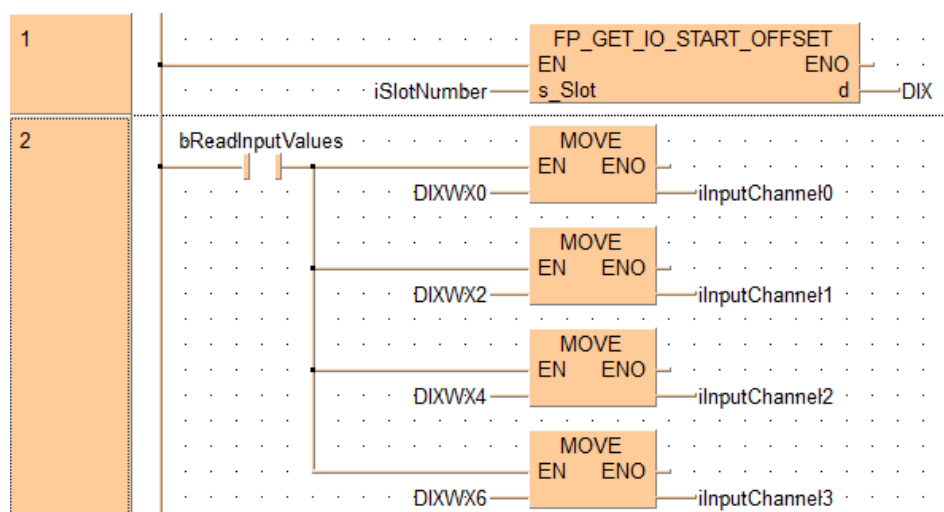 1
FP_GET_IO_START_OFFSET
EN ENO
iSlotNumber s_Slot d DIX
2
bReadInputValues MOVE
EN ENO
DIXWX0 iInputChannel0
MOVE
EN ENO
DIXWX2 iInputChannel1
MOVE
EN ENO
DIXWX4 iInputChannel2
MOVE
EN ENO
DIXWX6 iInputChannel3